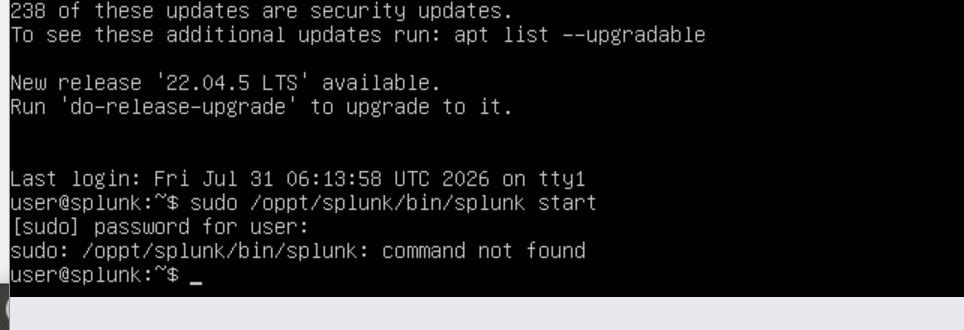 238 of these updates are security updates.
To see these additional updates run: apt list --upgradable
New release '22.04.5 LTS' available.
Run 'do-release-upgrade' to upgrade to it.
Last login: Fri Jul 31 06:13:58 UTC 2026 on tty1
user@splunk:~$ sudo /oppt/splunk/bin/splunk start
[sudo] password for user:
sudo: /oppt/splunk/bin/splunk: command not found
user@splunk:~$ _